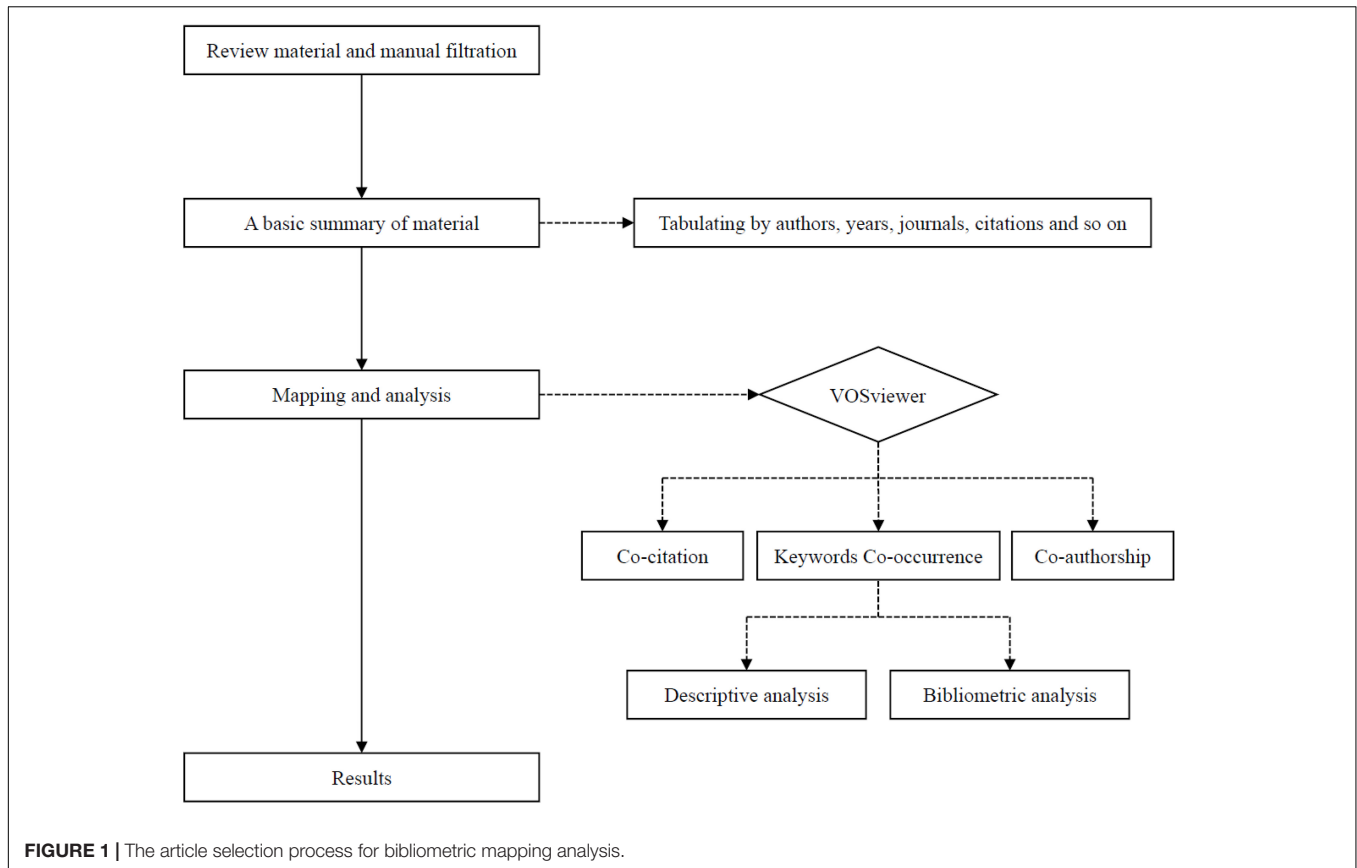 Review material and manual filtration
A basic summary of material
Tabulating by authors, years, journals, citations and so on
Mapping and analysis
VOSviewer
Co-citation
Keywords Co-occurrence
Co-authorship
Descriptive analysis
Bibliometric analysis
Results
FIGURE 1 | The article selection process for bibliometric mapping analysis.